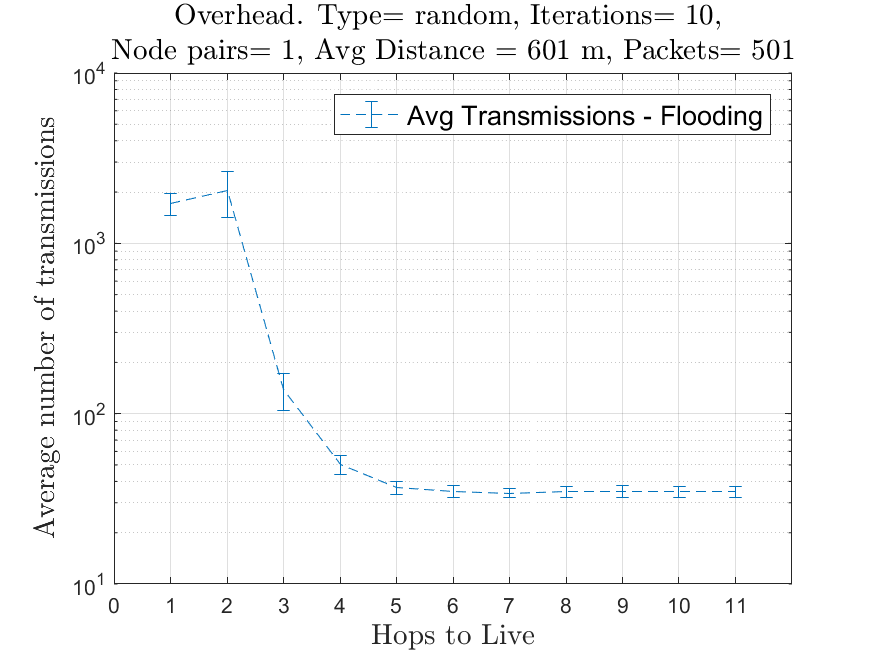 Overhead. Type= random, Iterations= 10,
Node pairs= 1, Avg Distance = 601 m, Packets= 501
Avg Transmissions - Flooding
Average number of transmissions
10^4
10^3
10^2
10^1
0 1 2 3 4 5 6 7 8 9 10 11
Hops to Live